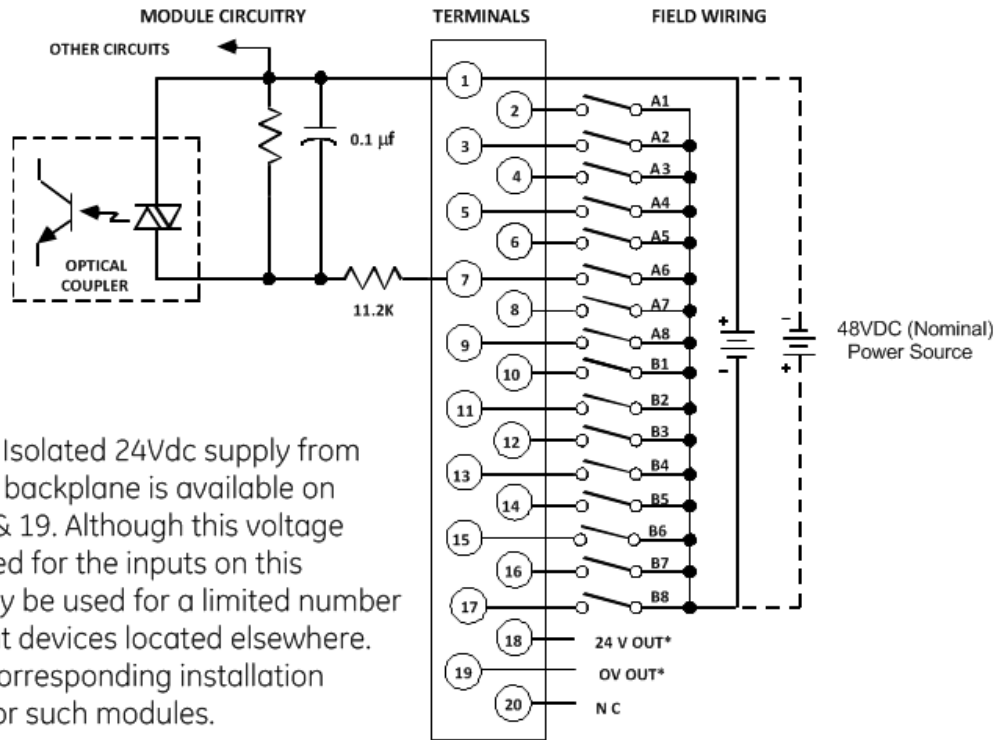 MODULE CIRCUITRY
TERMINALS
FIELD WIRING
OTHER CIRCUITS
0.1 µf
OPTICAL
COUPLER
11.2K
1
2
A1
3
A2
4
A3
5
A4
6
A5
7
A6
8
A7
9
A8
10
B1
11
B2
12
B3
13
B4
14
B5
15
B6
16
B7
17
B8
18
24 V OUT*
19
OV OUT*
20
N C
+
-
-
+
48VDC (Nominal)
Power Source
Isolated 24Vdc supply from
backplane is available on
& 19. Although this voltage
ed for the inputs on this
y be used for a limited number
t devices located elsewhere.
orresponding installation
or such modules.